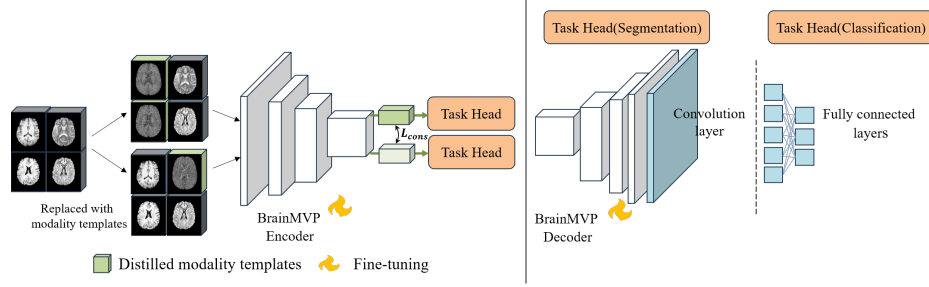 Replaced with
modality templates
BrainMVP
Encoder
L_cons
Task Head
Task Head
Distilled modality templates
Fine-tuning
Task Head(Segmentation)
Convolution
layer
BrainMVP
Decoder
Task Head(Classification)
Fully connected
layers